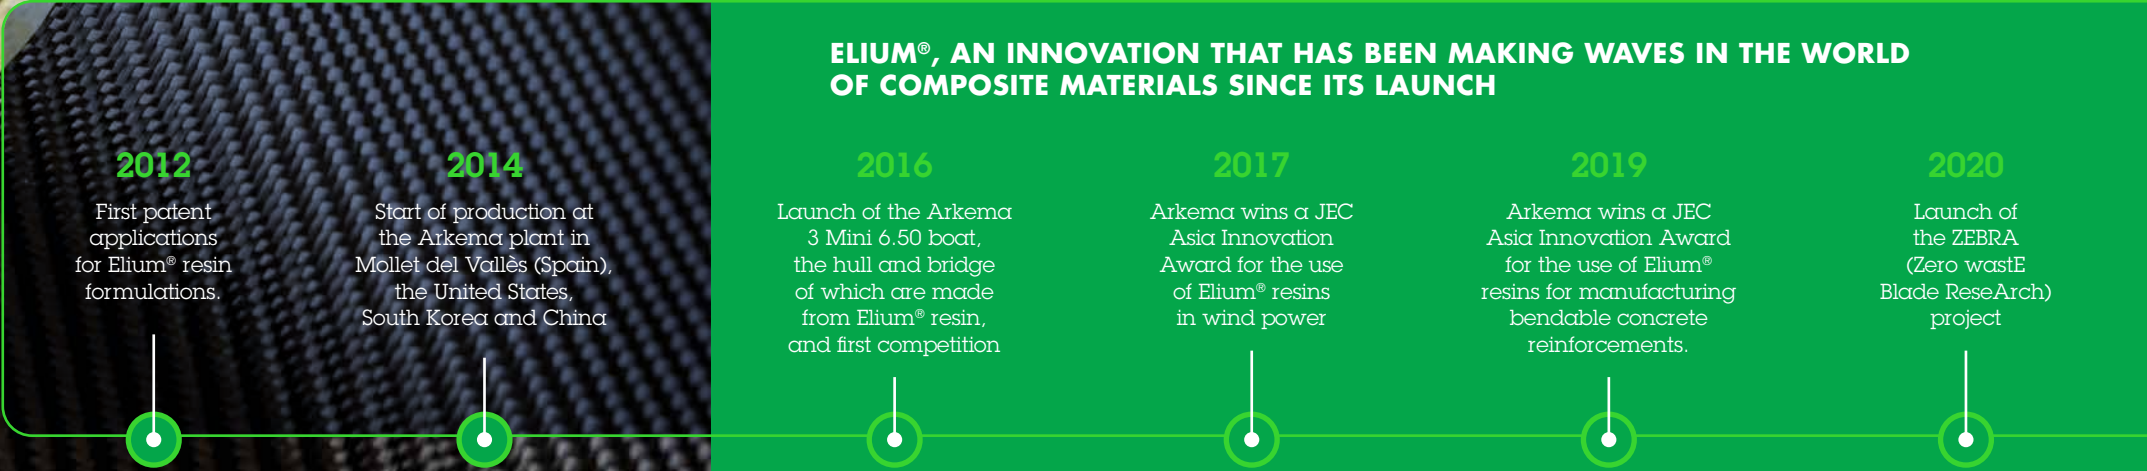 ELIUM®, AN INNOVATION THAT HAS BEEN MAKING WAVES IN THE WORLD
OF COMPOSITE MATERIALS SINCE ITS LAUNCH
2012
First patent
applications
for Elium® resin
formulations.
2014
Start of production at
the Arkema plant in
Mollet del Vallès (Spain),
the United States,
South Korea and China
2016
Launch of the Arkema
3 Mini 6.50 boat,
the hull and bridge
of which are made
from Elium® resin,
and first competition
2017
Arkema wins a JEC
Asia Innovation
Award for the use
of Elium® resins
in wind power
2019
Arkema wins a JEC
Asia Innovation Award
for the use of Elium®
resins for manufacturing
bendable concrete
reinforcements.
2020
Launch of
the ZEBRA
(Zero wastE
Blade ReseArch)
project